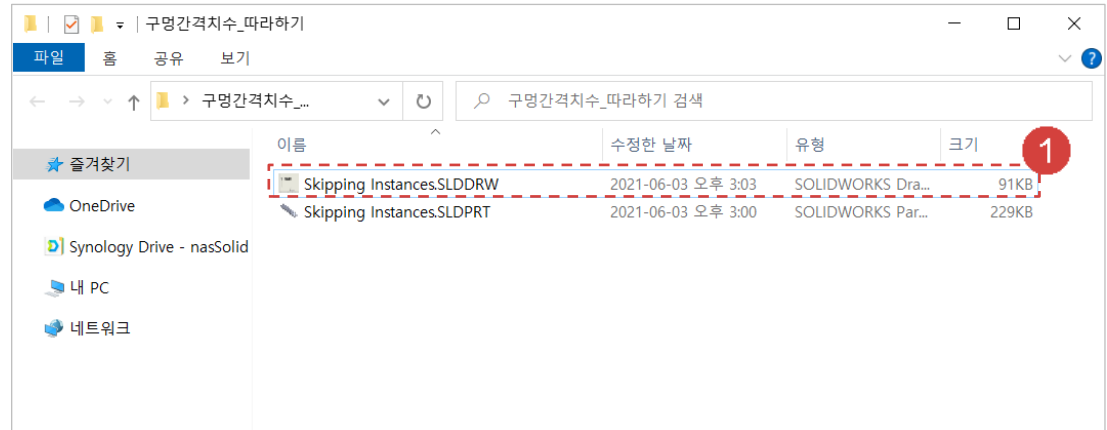 구멍간격치수_따라하기
파일 홈 공유 보기
구멍간격치수_... 구멍간격치수_따라하기 검색
이름 수정한 날짜 유형 크기 1
즐겨찾기
Skipping Instances.SLDDRW 2021-06-03 오후 3:03 SOLIDWORKS Dra... 91KB
OneDrive
Skipping Instances.SLDPRT 2021-06-03 오후 3:00 SOLIDWORKS Par... 229KB
Synology Drive - nasSolid
내 PC
네트워크